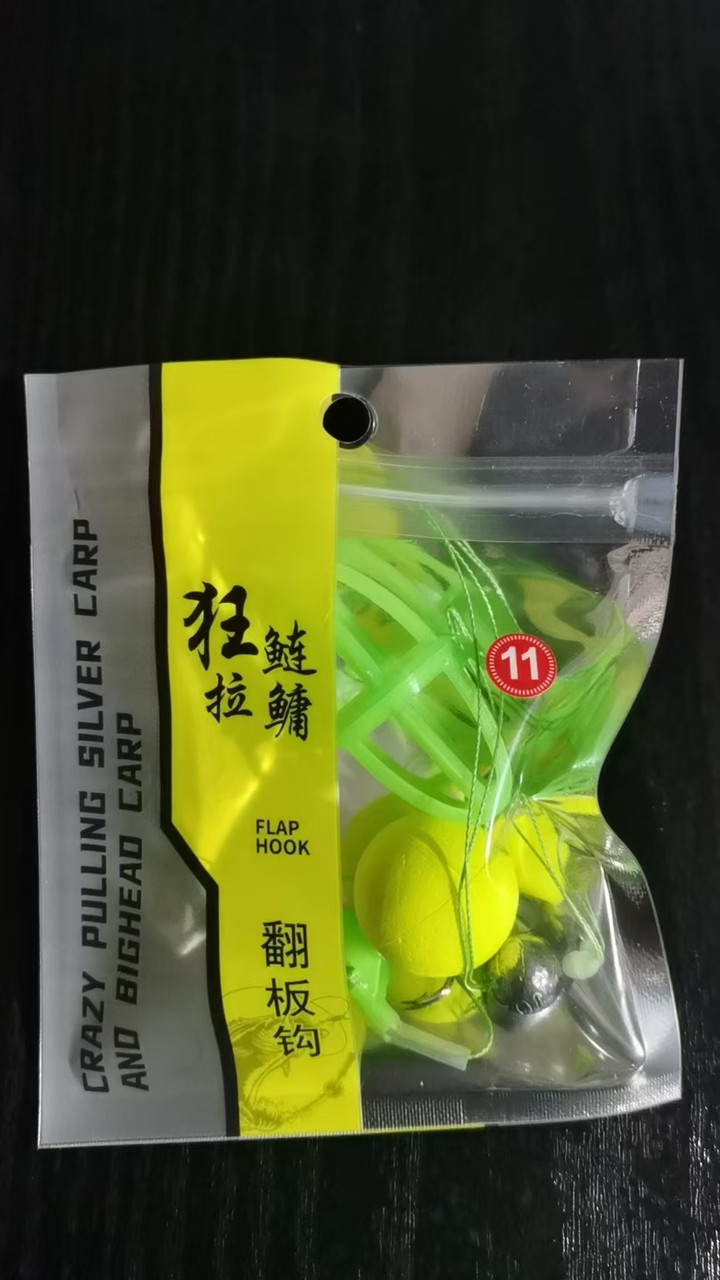 CRAZY PULLING SILVER CARP
AND BIGHEAD CARP
狂拉
鲢鳙
FLAP
HOOK
翻板钩
11